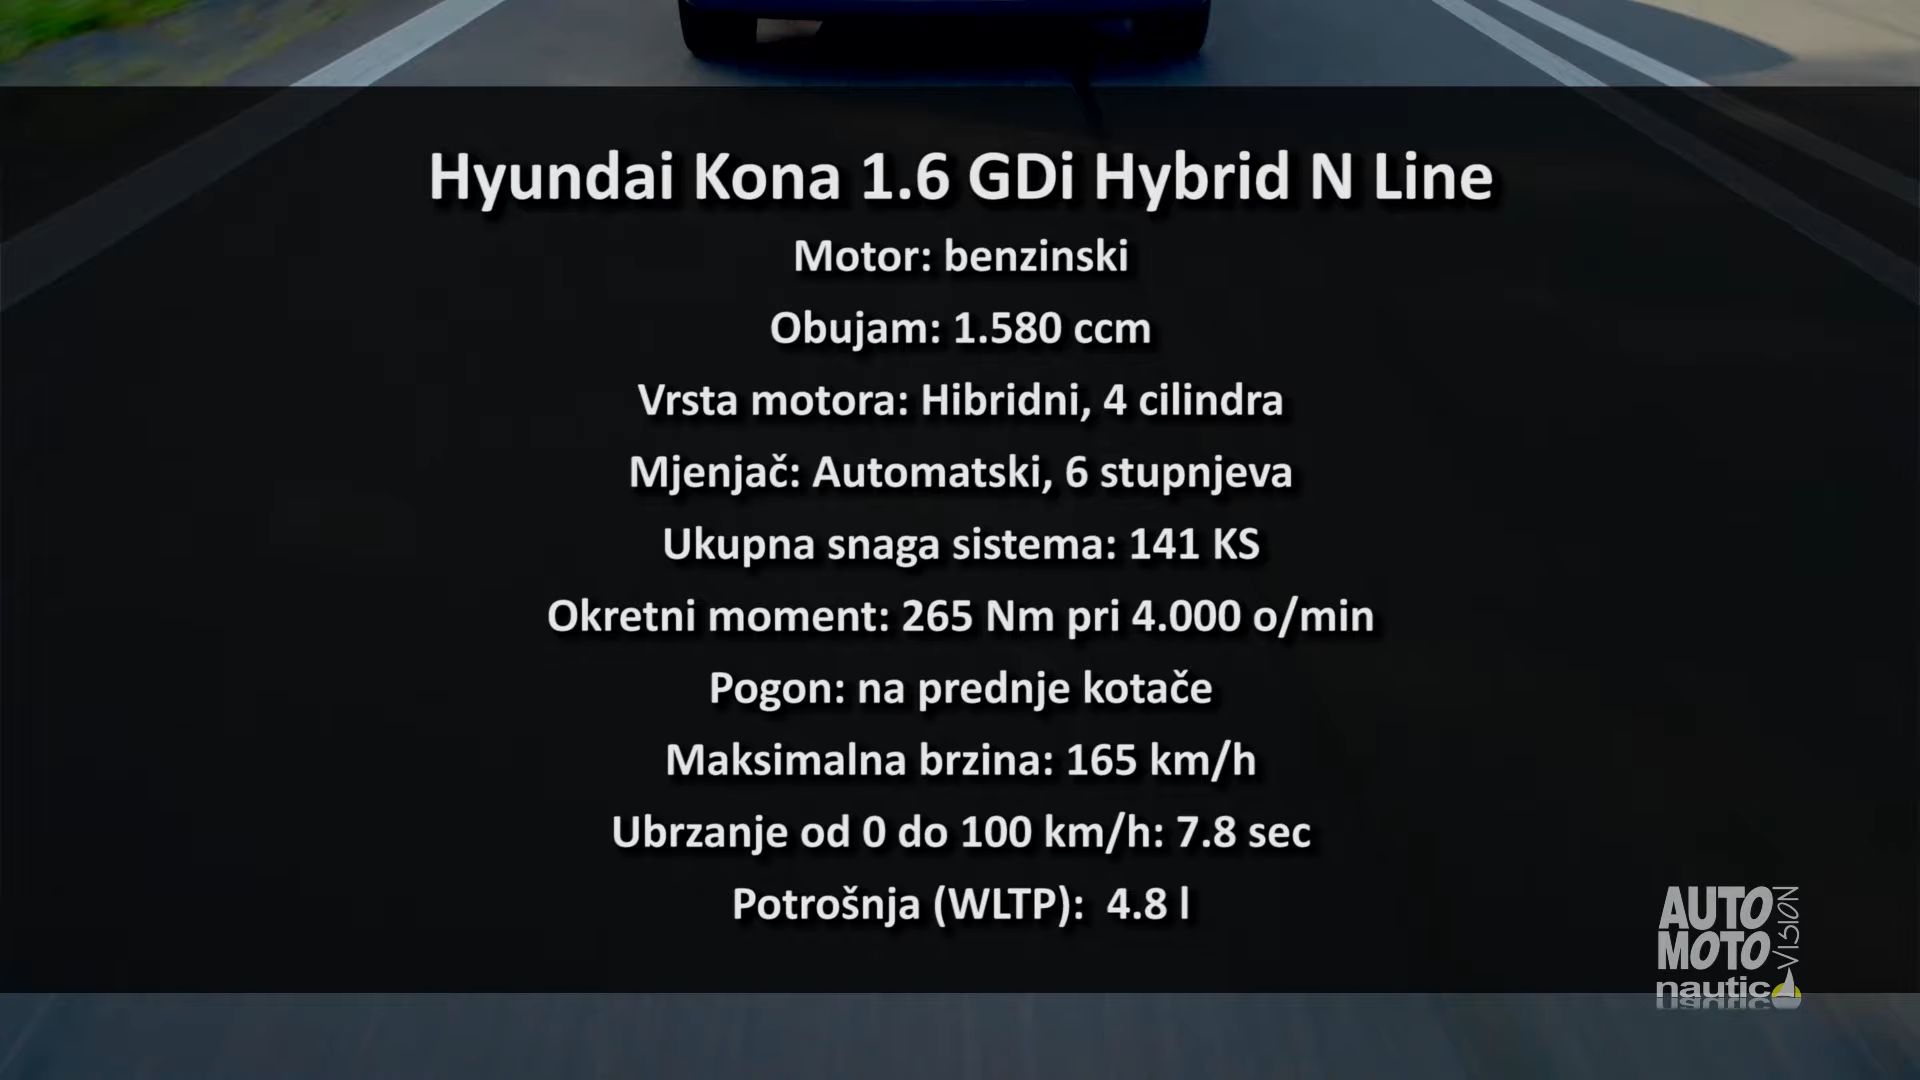 Hyundai Kona 1.6 GDi Hybrid N Line
Motor: benzinski
Obujam: 1.580 ccm
Vrsta motora: Hibridni, 4 cilindra
Mjenjač: Automatski, 6 stupnjeva
Ukupna snaga sistema: 141 KS
Okretni moment: 265 Nm pri 4.000 o/min
Pogon: na prednje kotače
Maksimalna brzina: 165 km/h
Ubrzanje od 0 do 100 km/h: 7.8 sec
Potrošnja (WLTP):  4.8 l
AUTO
MOTO
nautic
VISION